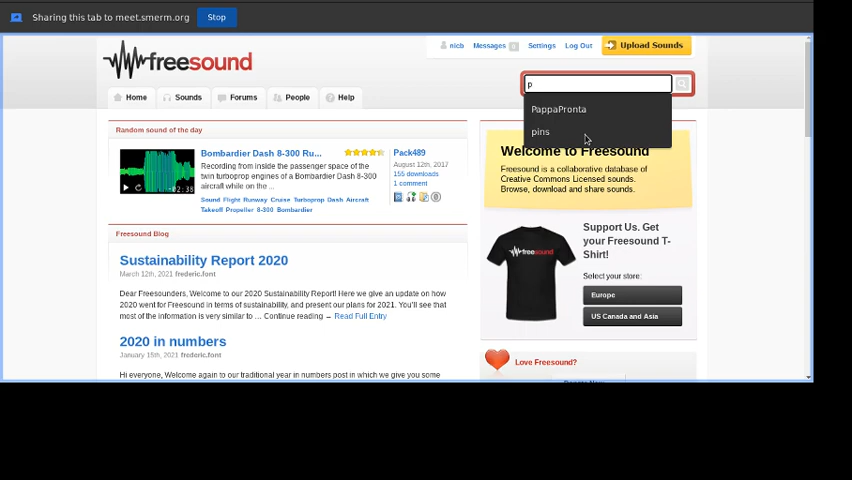 Sharing this tab to meet.smerm.org
Stop
freesound
nicb
Messages 0
Settings
Log Out
Upload Sounds
p
PappaPronta
pins
Home
Sounds
Forums
People
Help
Random sound of the day
Bombardier Dash 8-300 Ru...
Recording from inside the passenger space of the
twin turboprop engines of a Bombardier Dash 8-300
aircraft while on the ...
Sound Flight Runway Cruise Turboprop Dash Aircraft
Takeoff Propeller 8-300 Bombardier
-02:38
Pack489
August 12th, 2017
155 downloads
1 comment
Freesound Blog
Sustainability Report 2020
March 12th, 2021 frederic.font
Dear Freesounders, Welcome to our 2020 Sustainability Report! Here we give an update on how
2020 went for Freesound in terms of sustainability, and present our plans for 2021. You'll see that
most of the information is very similar to ... Continue reading → Read Full Entry
2020 in numbers
January 15th, 2021 frederic.font
Hi everyone, Welcome again to our traditional year in numbers post in which we give you some
Welcome to Freesound
Freesound is a collaborative database of
Creative Commons Licensed sounds.
Browse, download and share sounds.
freesound
Support Us. Get
your Freesound T-
Shirt!
Select your store:
Europe
US Canada and Asia
Love Freesound?